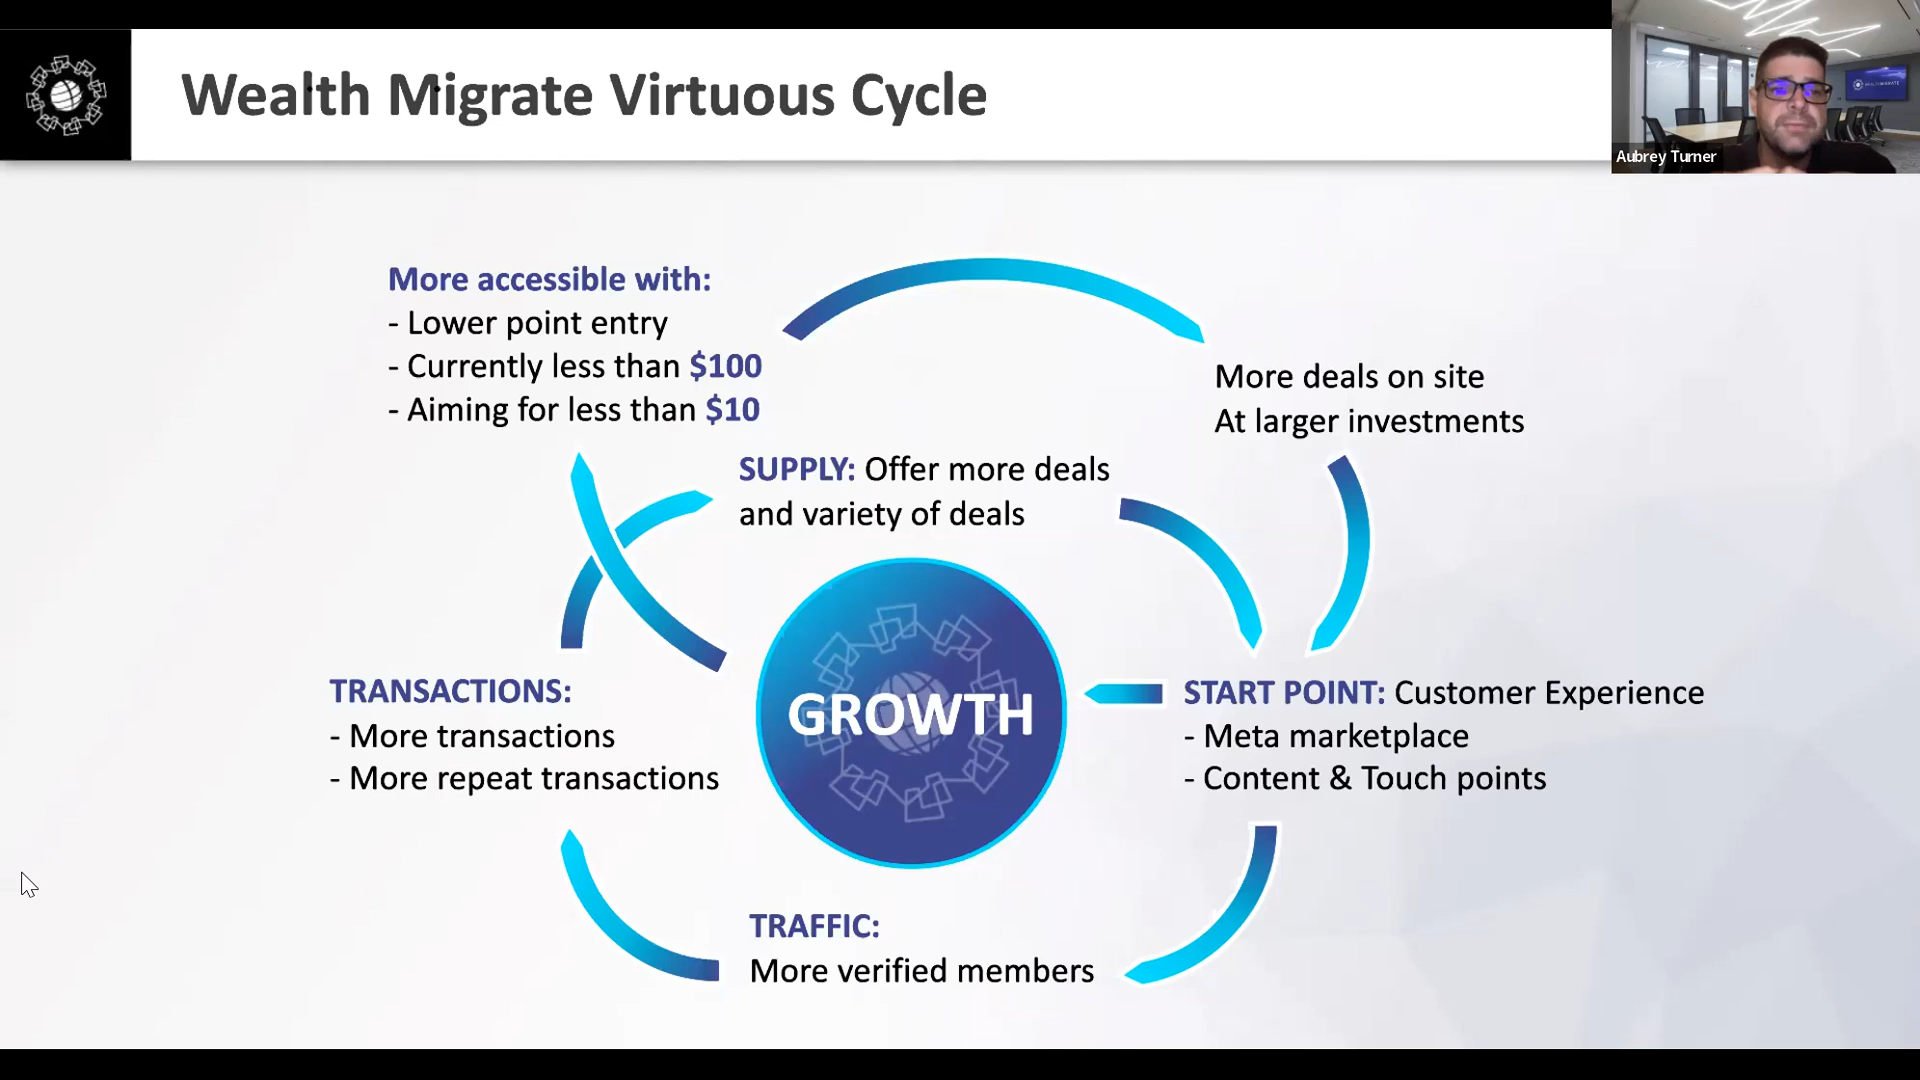 Wealth Migrate Virtuous Cycle
Aubrey Turner
More accessible with:
- Lower point entry
- Currently less than $100
- Aiming for less than $10
More deals on site
At larger investments
SUPPLY: Offer more deals
and variety of deals
TRANSACTIONS:
- More transactions
- More repeat transactions
GROWTH
START POINT: Customer Experience
- Meta marketplace
- Content & Touch points
TRAFFIC:
More verified members